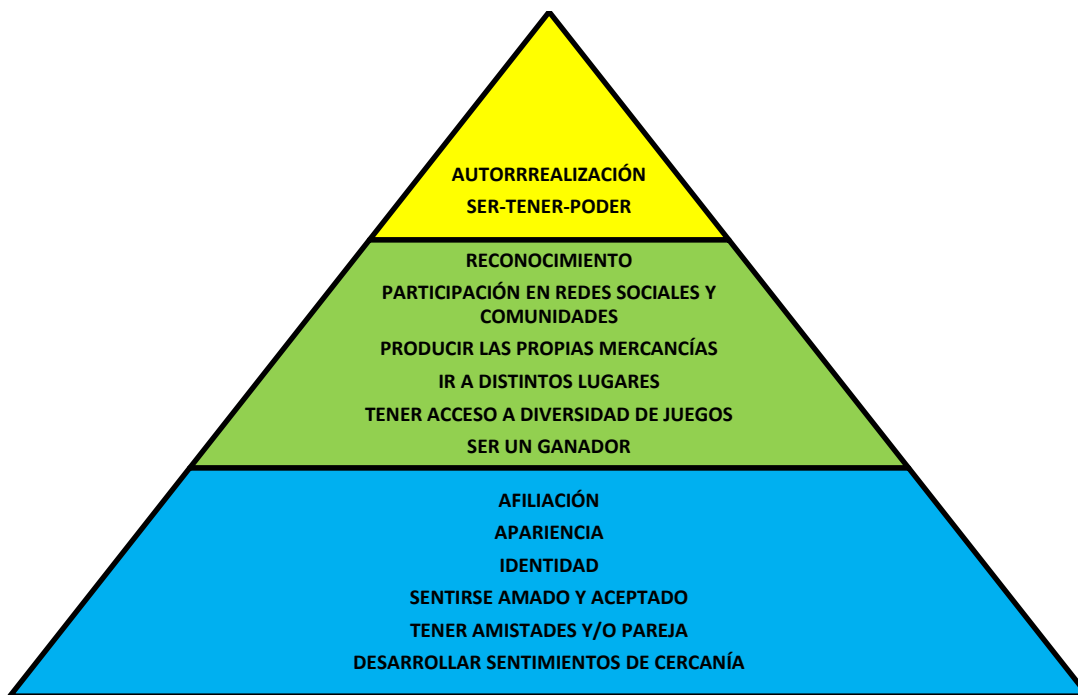 AUTORRREALIZACIÓN
SER-TENER-PODER
RECONOCIMIENTO
PARTICIPACIÓN EN REDES SOCIALES Y
COMUNIDADES
PRODUCIR LAS PROPIAS MERCANCÍAS
IR A DISTINTOS LUGARES
TENER ACCESO A DIVERSIDAD DE JUEGOS
SER UN GANADOR
AFILIACIÓN
APARIENCIA
IDENTIDAD
SENTIRSE AMADO Y ACEPTADO
TENER AMISTADES Y/O PAREJA
DESARROLLAR SENTIMIENTOS DE CERCANÍA